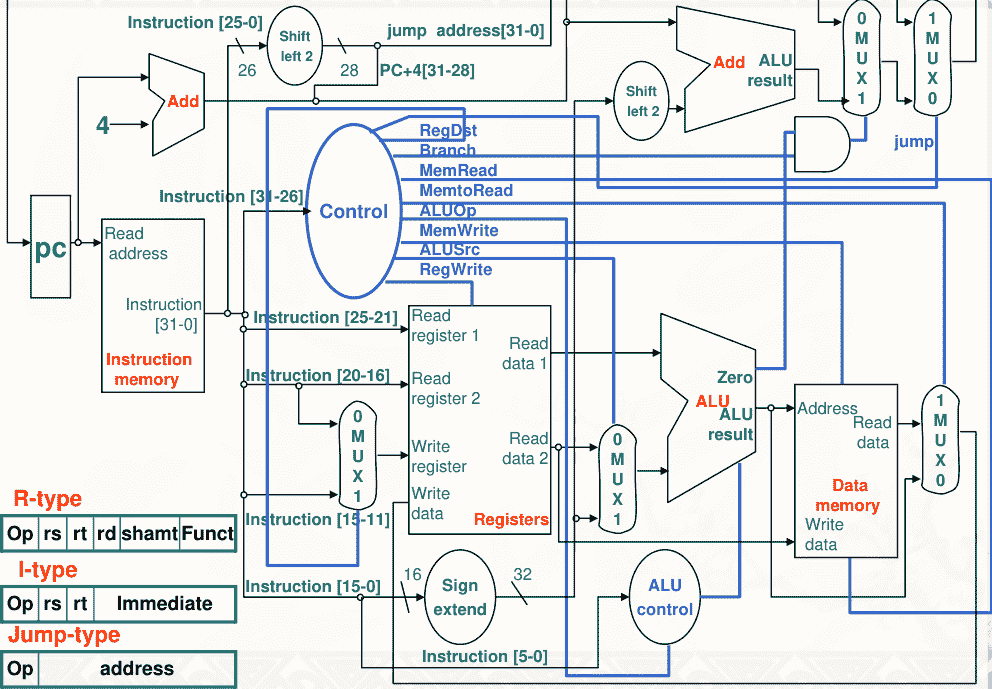 Instruction [25-0]
Shift
left 2
jump address[31-0]
26
28
PC+4[31-28]
Add
4
Add
ALU
result
Shift
left 2
0
M
U
X
1
1
M
U
X
0
jump
RegDst
Branch
MemRead
MemtoRead
ALUOp
MemWrite
ALUSrc
RegWrite
Instruction [31-26]
Control
pc
Read
address
Instruction
[31-0]
Instruction
memory
Instruction [25-21]
Read
register 1
Read
data 1
Instruction [20-16]
Read
register 2
0
M
U
X
1
Write
register
Read
data 2
Write
data
Registers
Instruction [15-11]
0
M
U
X
1
Zero
ALU
ALU
result
Address
Read
data
Data
memory
Write
data
1
M
U
X
0
Instruction [15-0]
16
Sign
extend
32
ALU
control
Instruction [5-0]
R-type
Op rs rt rd shamt Funct
I-type
Op rs rt Immediate
Jump-type
Op address